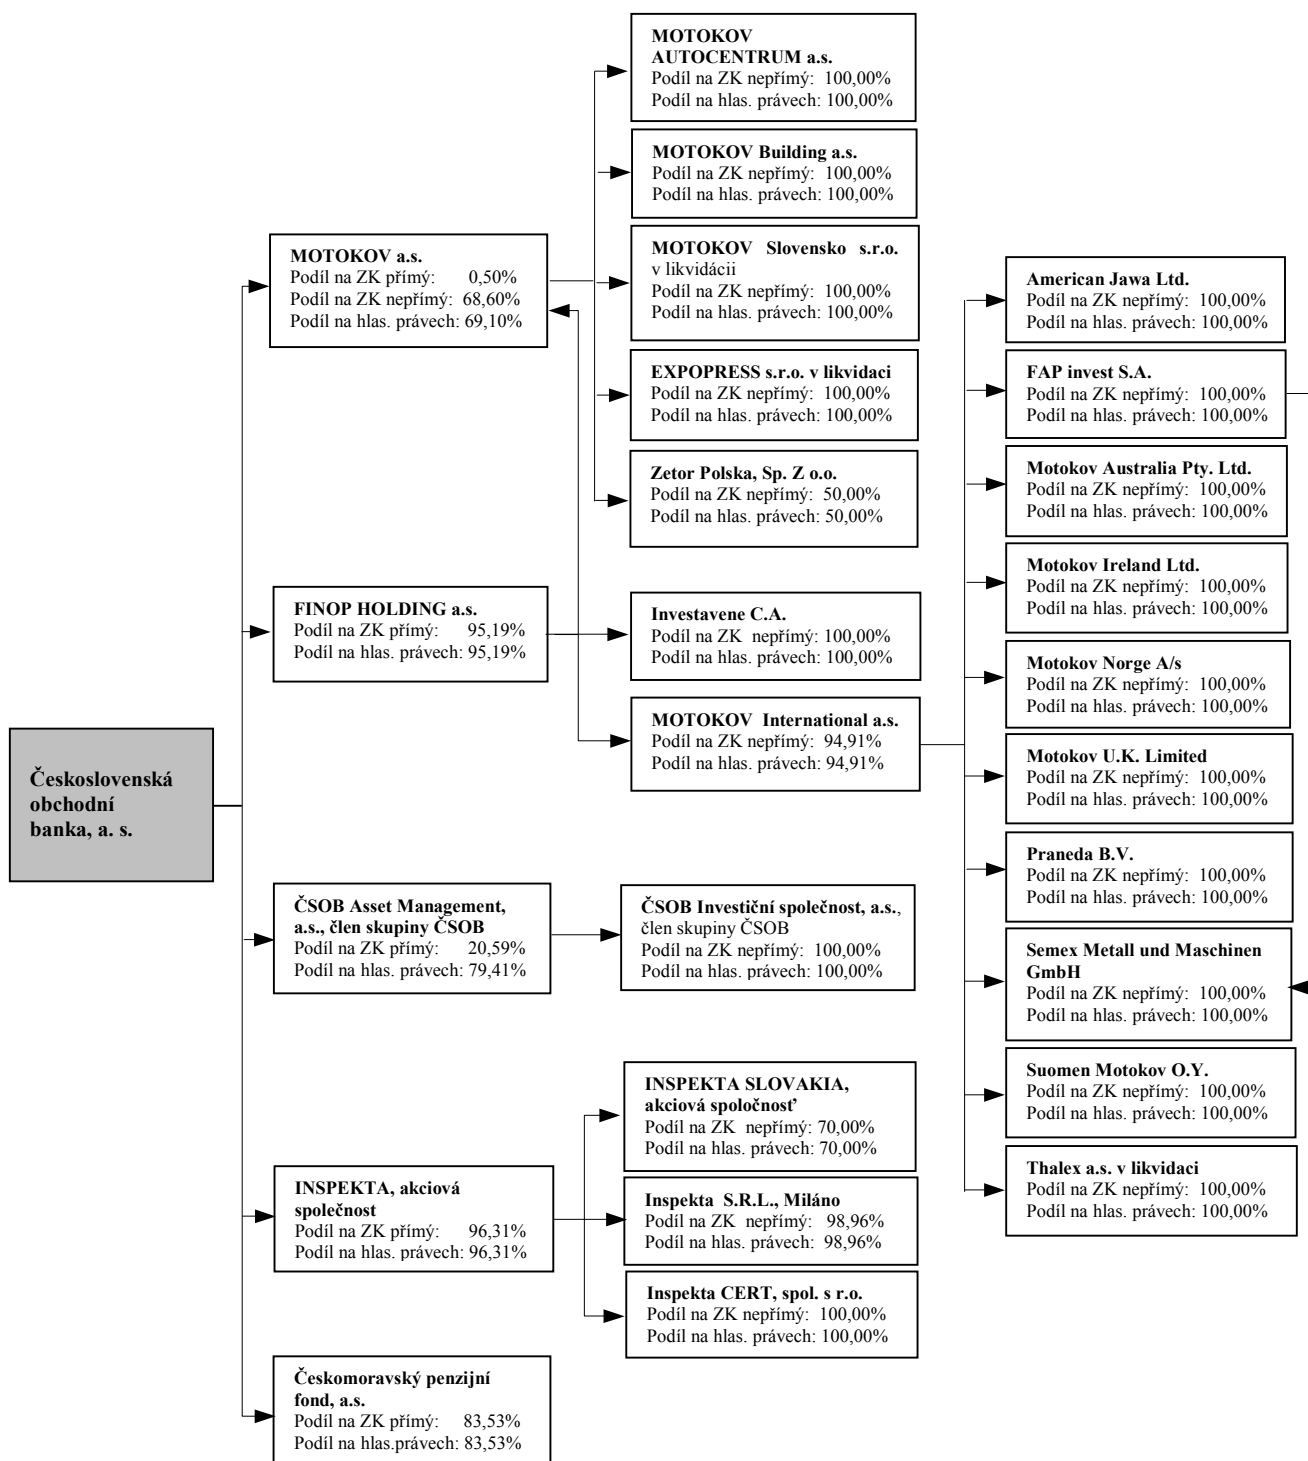 MOTOKOV
AUTOCENTRUM a.s.
Podíl na ZK nepřímý: 100,00%
Podíl na hlas. právech: 100,00%
MOTOKOV Building a.s.
Podíl na ZK nepřímý: 100,00%
Podíl na hlas. právech: 100,00%
MOTOKOV a.s.
Podíl na ZK přímý: 0,50%
Podíl na ZK nepřímý: 68,60%
Podíl na hlas. právech: 69,10%
MOTOKOV Slovensko s.r.o.
v likvidácii
Podíl na ZK nepřímý: 100,00%
Podíl na hlas. právech: 100,00%
EXPOPRESS s.r.o. v likvidaci
Podíl na ZK nepřímý: 100,00%
Podíl na hlas. právech: 100,00%
Zetor Polska, Sp. Z o.o.
Podíl na ZK nepřímý: 50,00%
Podíl na hlas. právech: 50,00%
FINOP HOLDING a.s.
Podíl na ZK přímý: 95,19%
Podíl na hlas. právech: 95,19%
Investavene C.A.
Podíl na ZK nepřímý: 100,00%
Podíl na hlas. právech: 100,00%
MOTOKOV International a.s.
Podíl na ZK nepřímý: 94,91%
Podíl na hlas. právech: 94,91%
American Jawa Ltd.
Podíl na ZK nepřímý: 100,00%
Podíl na hlas. právech: 100,00%
FAP invest S.A.
Podíl na ZK nepřímý: 100,00%
Podíl na hlas. právech: 100,00%
Motokov Australia Pty. Ltd.
Podíl na ZK nepřímý: 100,00%
Podíl na hlas. právech: 100,00%
Motokov Ireland Ltd.
Podíl na ZK nepřímý: 100,00%
Podíl na hlas. právech: 100,00%
Motokov Norge A/s
Podíl na ZK nepřímý: 100,00%
Podíl na hlas. právech: 100,00%
Motokov U.K. Limited
Podíl na ZK nepřímý: 100,00%
Podíl na hlas. právech: 100,00%
Praneda B.V.
Podíl na ZK nepřímý: 100,00%
Podíl na hlas. právech: 100,00%
Semex Metall und Maschinen
GmbH
Podíl na ZK nepřímý: 100,00%
Podíl na hlas. právech: 100,00%
Suomen Motokov O.Y.
Podíl na ZK nepřímý: 100,00%
Podíl na hlas. právech: 100,00%
Thalex a.s. v likvidaci
Podíl na ZK nepřímý: 100,00%
Podíl na hlas. právech: 100,00%
Československá
obchodní
banka, a. s.
ČSOB Asset Management,
a.s., člen skupiny ČSOB
Podíl na ZK přímý: 20,59%
Podíl na hlas. právech: 79,41%
ČSOB Investiční společnost, a.s.,
člen skupiny ČSOB
Podíl na ZK nepřímý: 100,00%
Podíl na hlas. právech: 100,00%
INSPEKTA, akciová
společnost
Podíl na ZK přímý: 96,31%
Podíl na hlas. právech: 96,31%
INSPEKTA SLOVAKIA,
akciová spoločnosť
Podíl na ZK nepřímý: 70,00%
Podíl na hlas. právech: 70,00%
Inspekta S.R.L., Miláno
Podíl na ZK nepřímý: 98,96%
Podíl na hlas. právech: 98,96%
Inspekta CERT, spol. s r.o.
Podíl na ZK nepřímý: 100,00%
Podíl na hlas. právech: 100,00%
Českomoravský penzijní
fond, a.s.
Podíl na ZK přímý: 83,53%
Podíl na hlas.právech: 83,53%